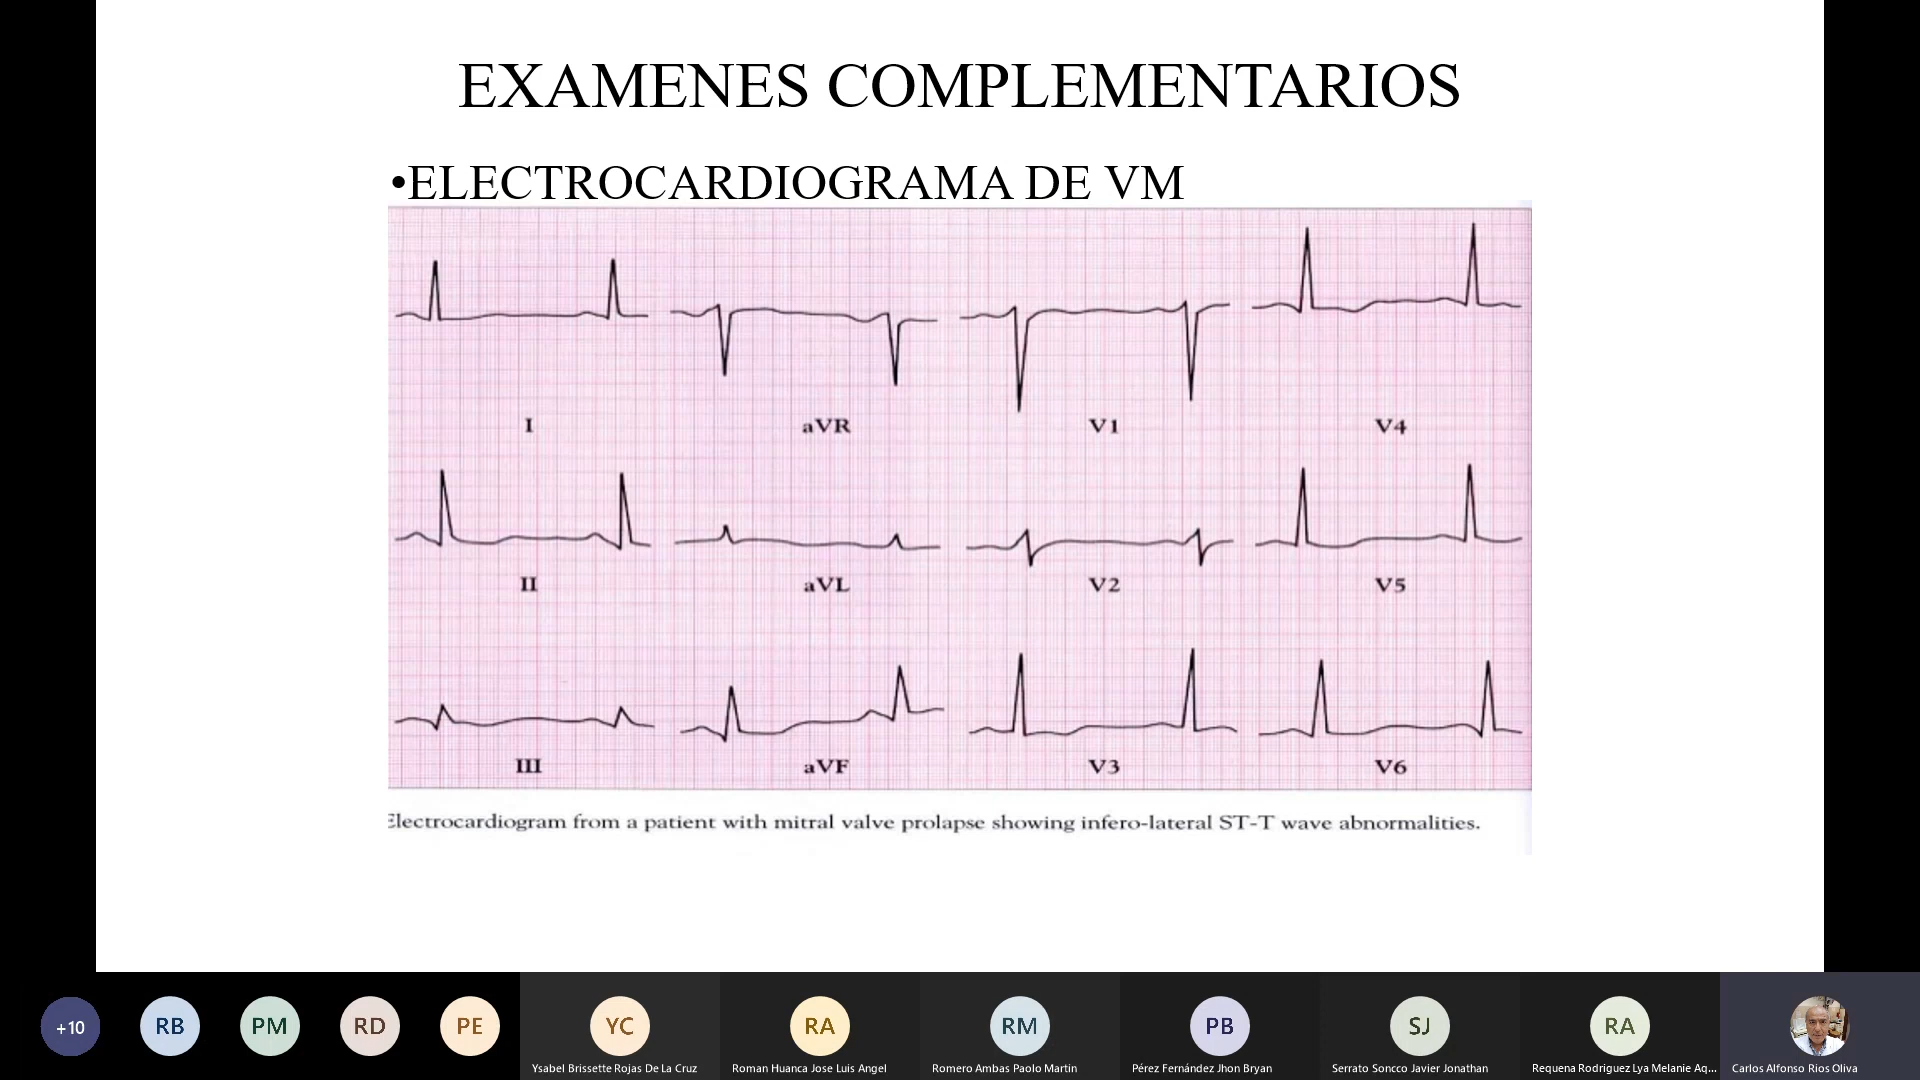 EXAMENES COMPLEMENTARIOS
•ELECTROCARDIOGRAMA DE VM
I aVR V1 V4
II aVL V2 V5
III aVF V3 V6
Electrocardiogram from a patient with mitral valve prolapse showing infero-lateral ST-T wave abnormalities.
+10 RB PM RD PE YC RA RM PB SJ RA
Ysabel Brissette Rojas De La Cruz Roman Huanca Jose Luis Angel Romero Ambas Paolo Martin Pérez Fernández Jhon Bryan Serrato Soncco Javier Jonathan Requena Rodriguez Lya Melanie Aq... Carlos Alfonso Rios Oliva